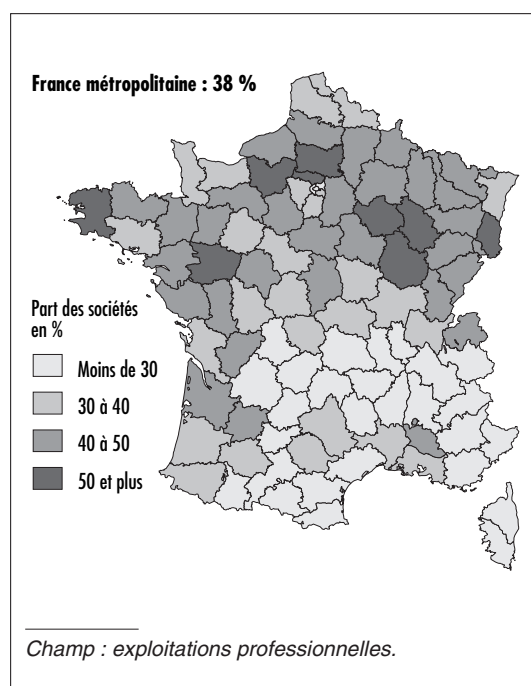 France métropolitaine : 38 %
Part des sociétés
en %
Moins de 30
30 à 40
40 à 50
50 et plus
Champ : exploitations professionnelles.